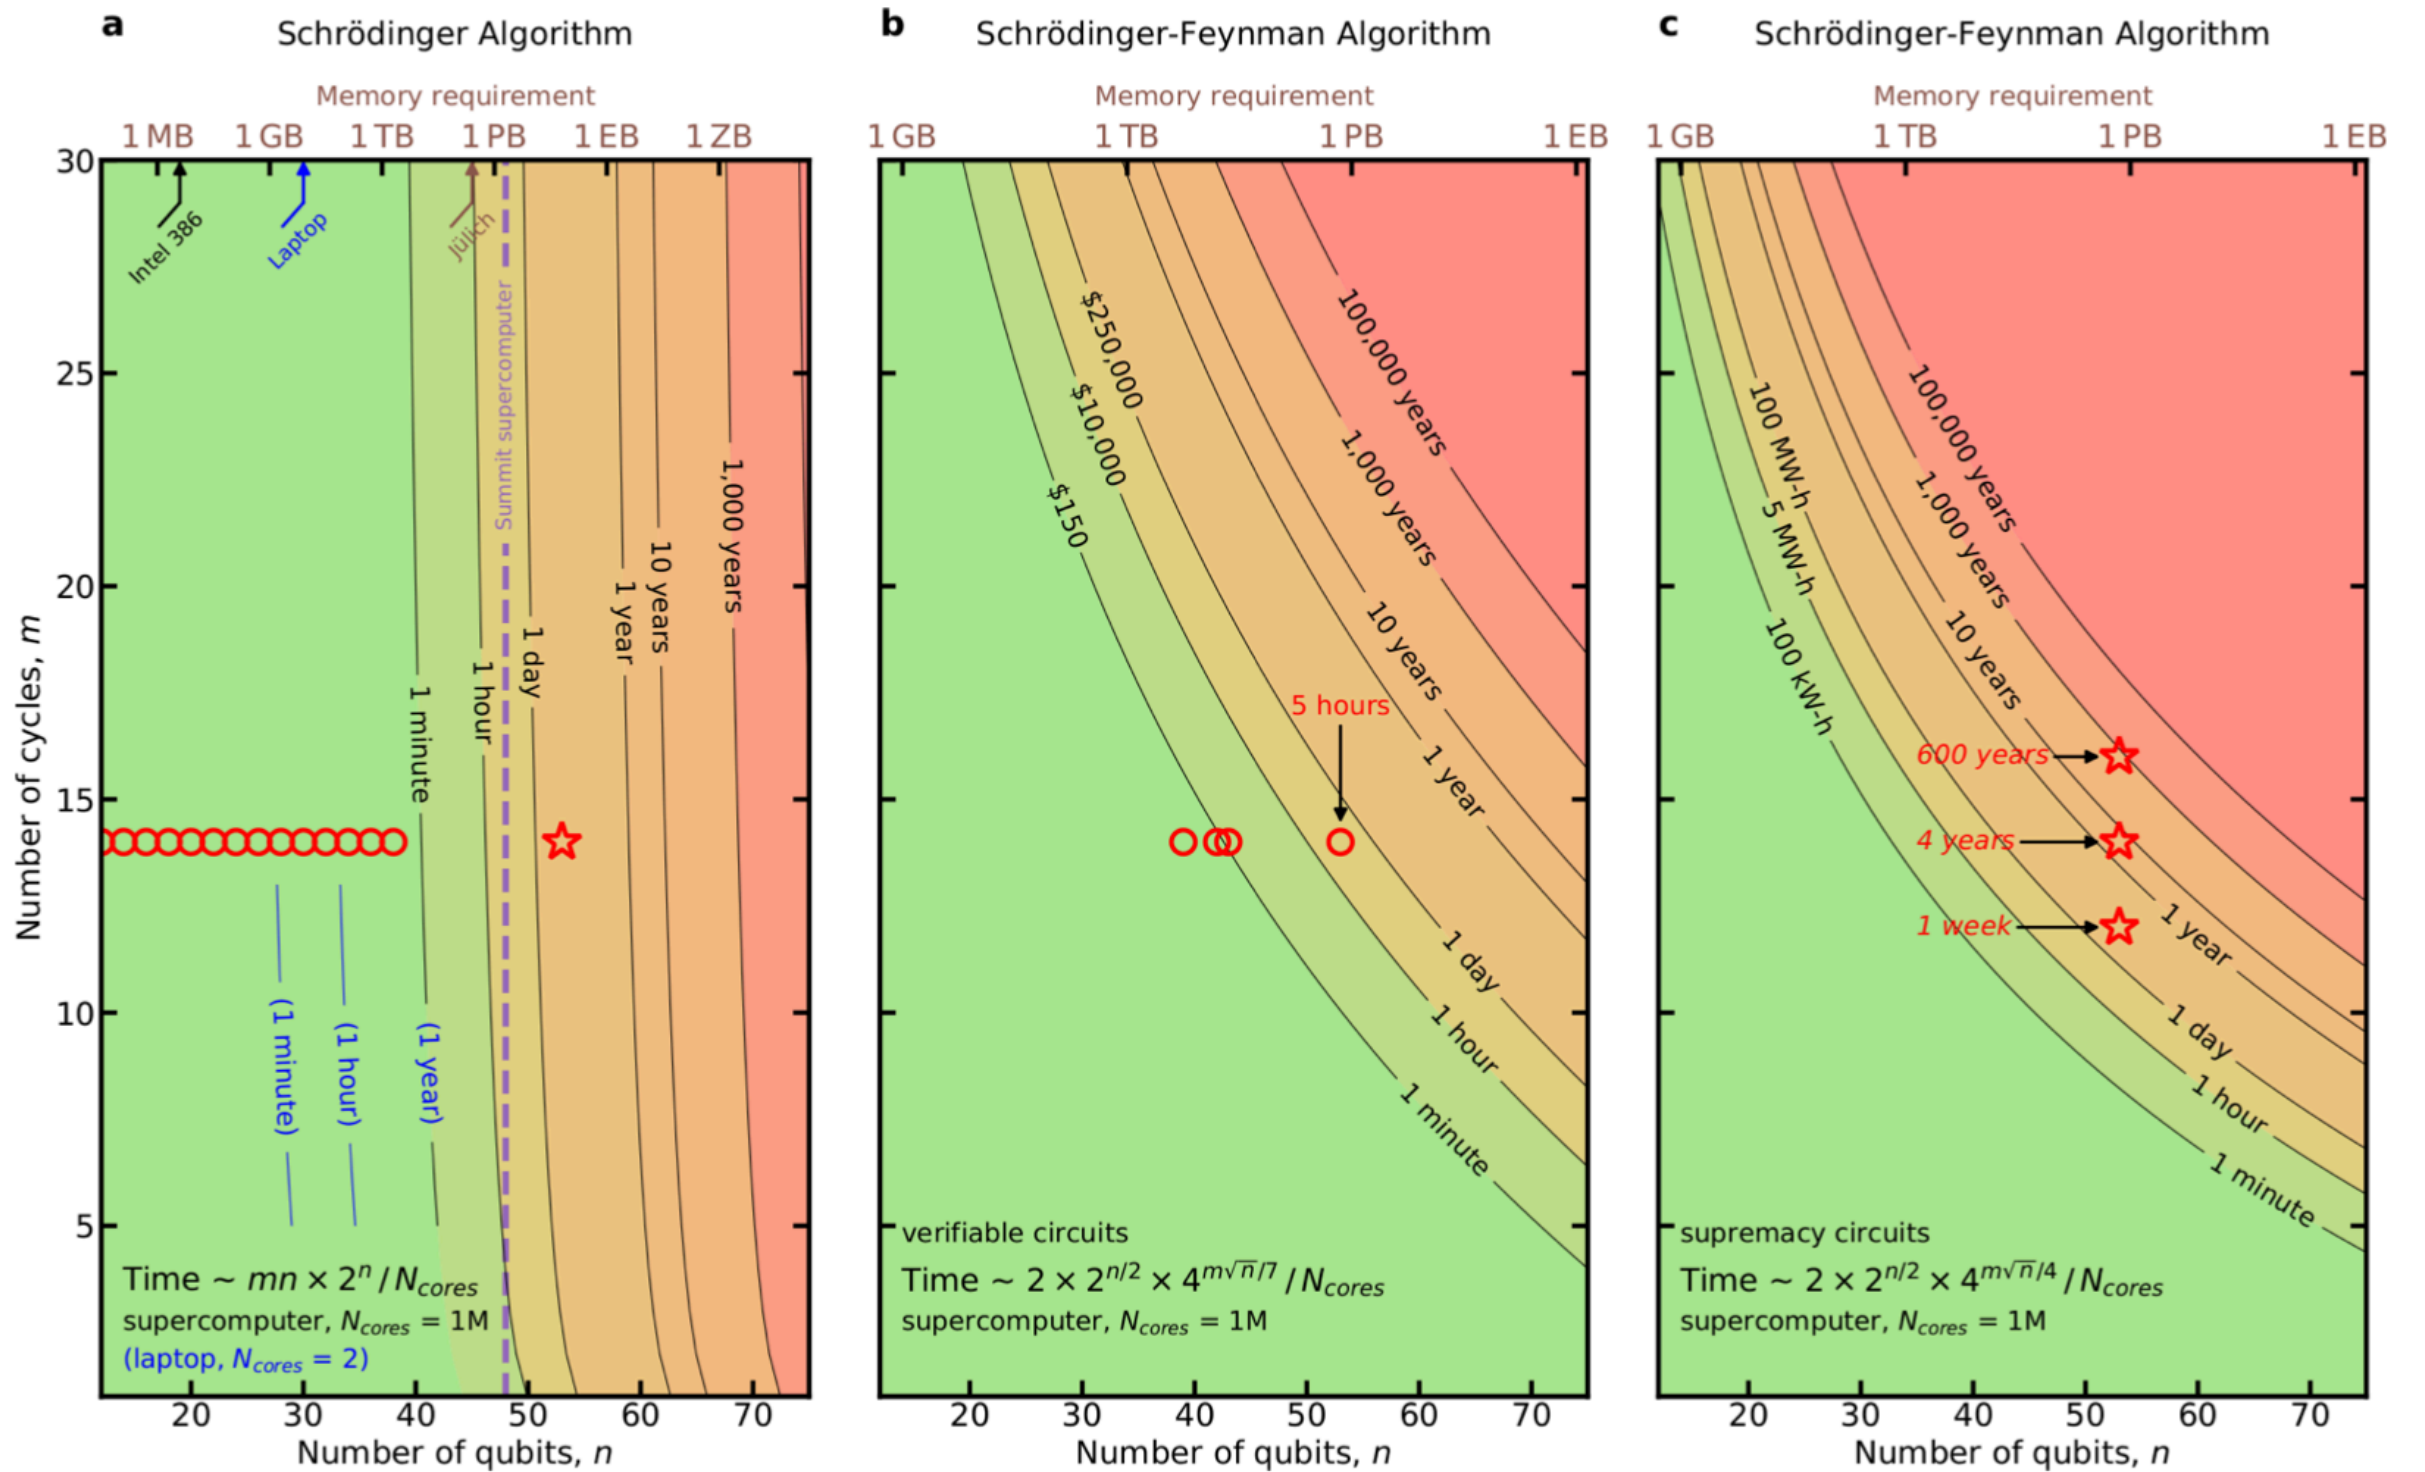 a
Schrödinger Algorithm
Memory requirement
1 MB 1 GB 1 TB 1 PB 1 EB 1 ZB
30
25
20
15
10
5
Number of cycles, m
Intel 386
Laptop
Jülich
Summit supercomputer
1 minute
1 hour
1 day
1 year
10 years
1,000 years
(1 minute)
(1 hour)
(1 year)
Time ~ mn × 2^n / N_cores
supercomputer, N_cores = 1M
(laptop, N_cores = 2)
20 30 40 50 60 70
Number of qubits, n
b
Schrödinger-Feynman Algorithm
Memory requirement
1 GB 1 TB 1 PB 1 EB
$250,000
$10,000
$150
100,000 years
1,000 years
10 years
1 year
5 hours
1 day
1 hour
1 minute
verifiable circuits
Time ~ 2 × 2^{n/2} × 4^{m√n/7} / N_cores
supercomputer, N_cores = 1M
20 30 40 50 60 70
Number of qubits, n
c
Schrödinger-Feynman Algorithm
Memory requirement
1 GB 1 TB 1 PB 1 EB
100 MW-h
5 MW-h
100 kW-h
100,000 years
1,000 years
10 years
600 years
4 years
1 week
1 year
1 day
1 hour
1 minute
supremacy circuits
Time ~ 2 × 2^{n/2} × 4^{m√n/4} / N_cores
supercomputer, N_cores = 1M
20 30 40 50 60 70
Number of qubits, n